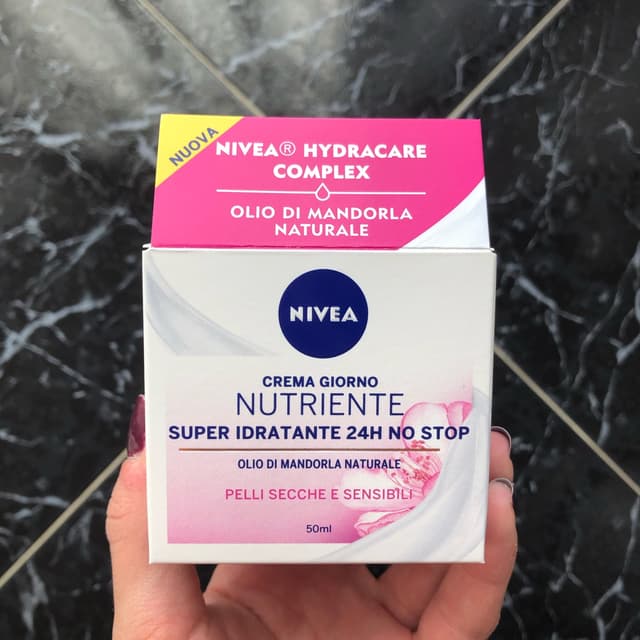 NUOVA
NIVEA® HYDRACARE
COMPLEX
OLIO DI MANDORLA
NATURALE
NIVEA
CREMA GIORNO
NUTRIENTE
SUPER IDRATANTE 24H NO STOP
OLIO DI MANDORLA NATURALE
PELLI SECCHE E SENSIBILI
50ml